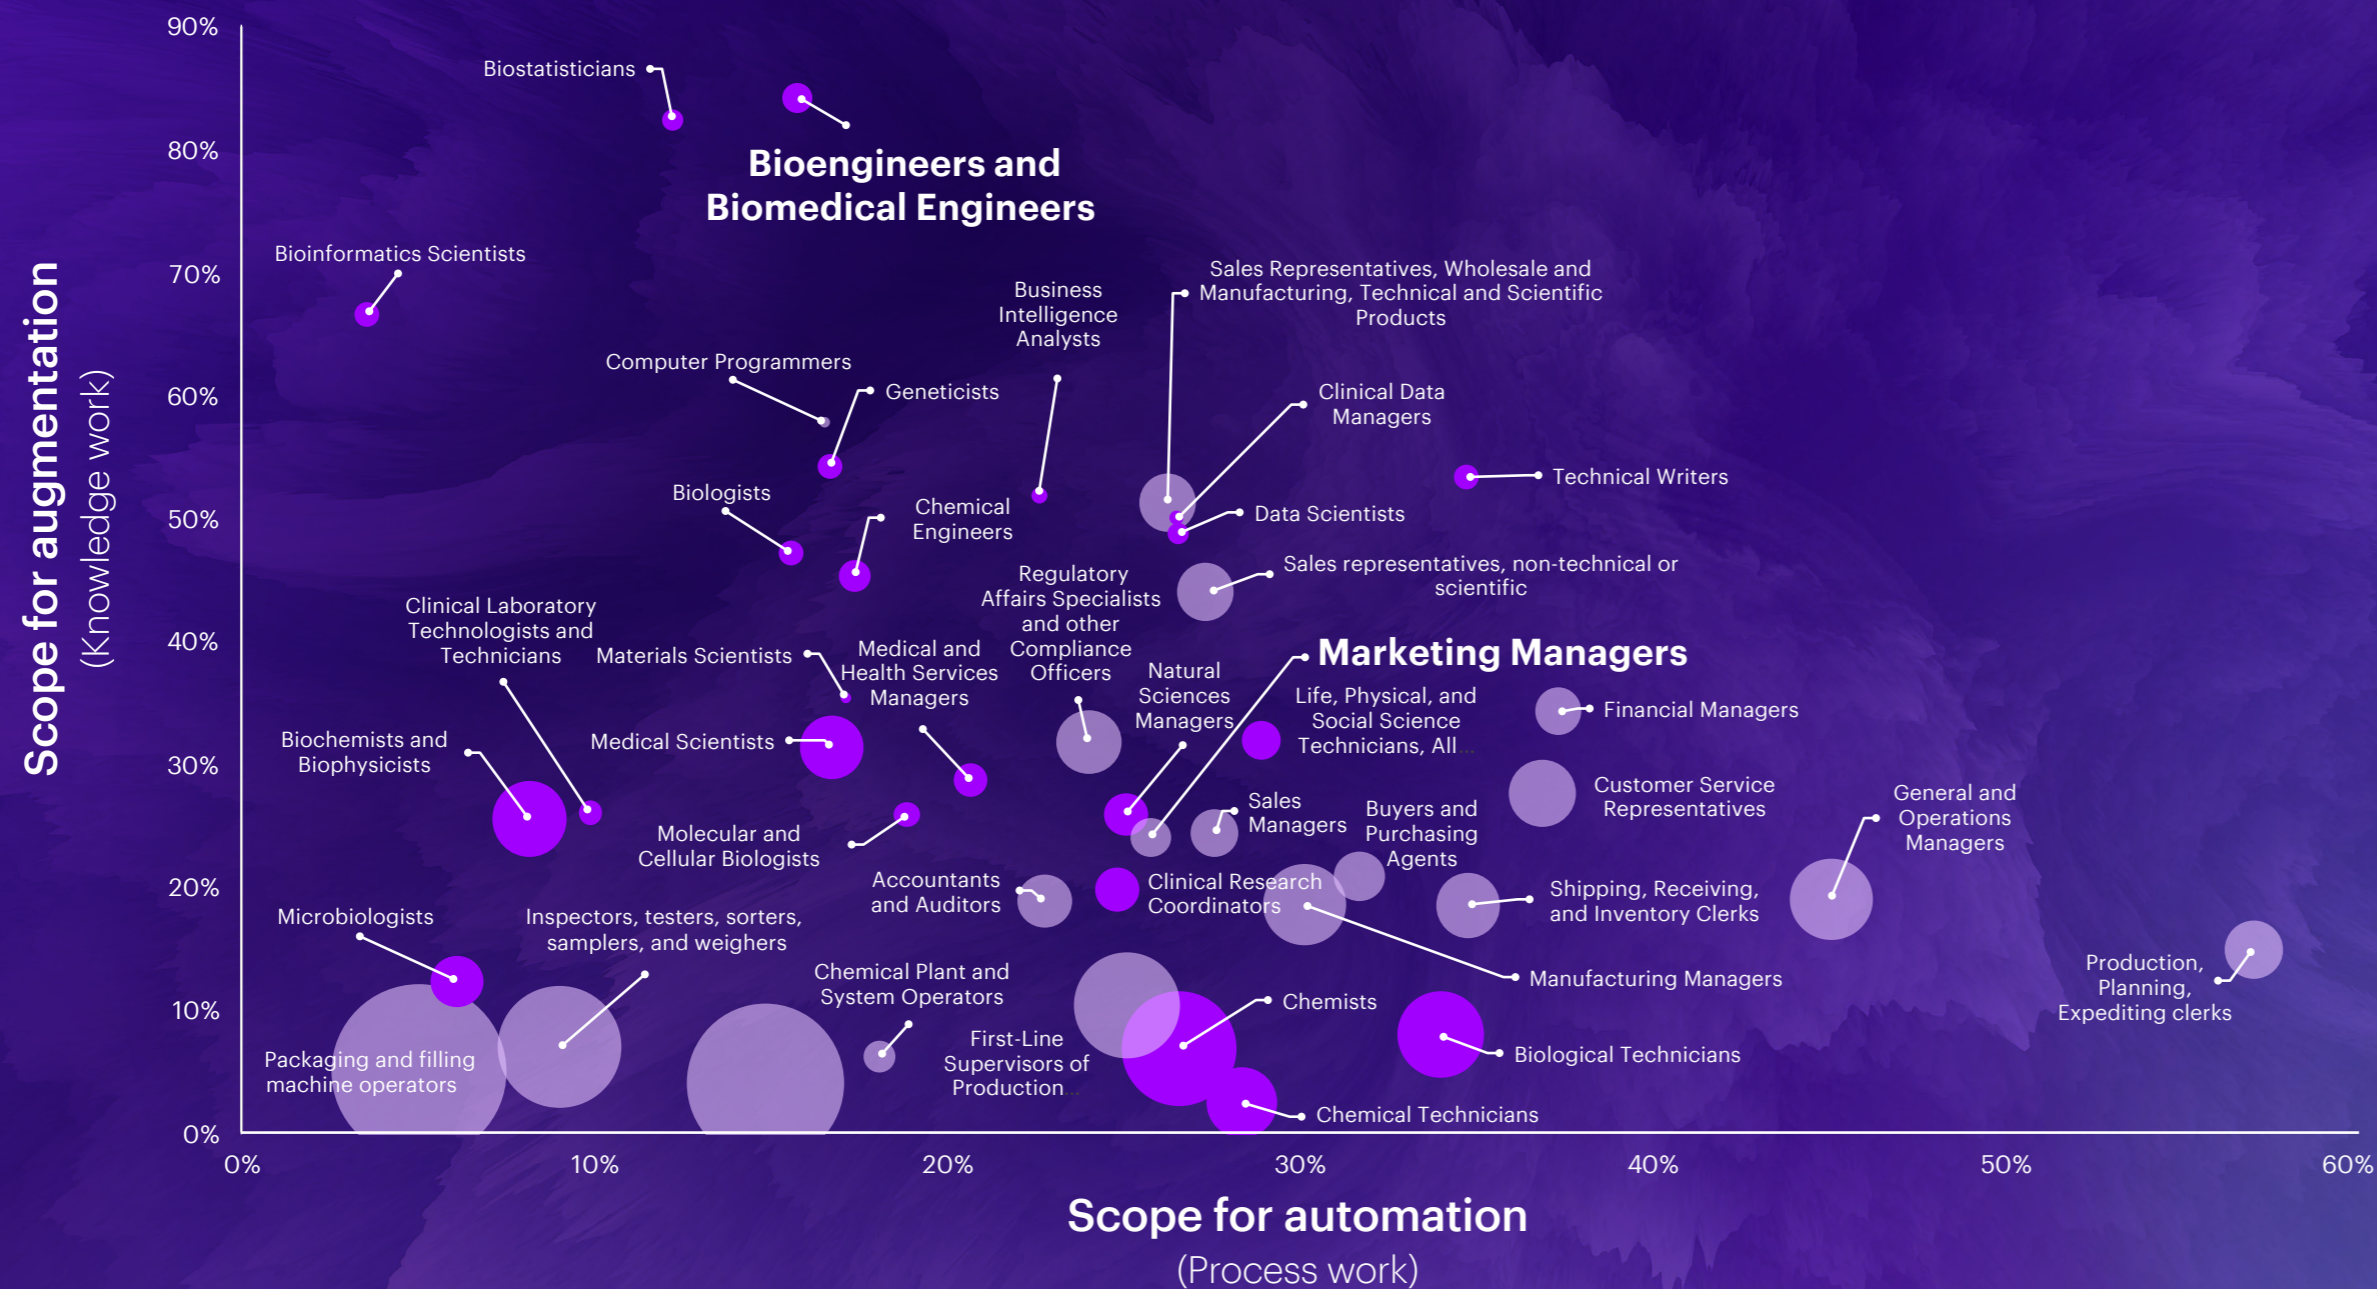 90%
Biostatisticians
80%
Bioengineers and
Biomedical Engineers
Bioinformatics Scientists
70%
Sales Representatives, Wholesale and
Manufacturing, Technical and Scientific
Products
Business
Intelligence
Analysts
Computer Programmers
Geneticists
60%
Clinical Data
Managers
Technical Writers
Biologists
Chemical
Engineers
50%
Data Scientists
Sales representatives, non-technical or
scientific
Regulatory
Affairs Specialists
and other
Compliance
Officers
Clinical Laboratory
Technologists and
Technicians
40%
Materials Scientists
Medical and
Health Services
Managers
Marketing Managers
Natural
Sciences
Managers
Life, Physical, and
Social Science
Technicians, All...
Financial Managers
Biochemists and
Biophysicists
Medical Scientists
30%
Customer Service
Representatives
General and
Operations
Managers
Sales
Managers
Buyers and
Purchasing
Agents
Molecular and
Cellular Biologists
20%
Accountants
and Auditors
Clinical Research
Coordinators
Shipping, Receiving,
and Inventory Clerks
Microbiologists
Inspectors, testers, sorters,
samplers, and weighers
Chemical Plant and
System Operators
Manufacturing Managers
Production,
Planning,
Expediting clerks
10%
Chemists
First-Line
Supervisors of
Production...
Packaging and filling
machine operators
Biological Technicians
Chemical Technicians
0%
0%
10%
20%
30%
40%
50%
60%
Scope for automation
(Process work)
Scope for augmentation
(Knowledge work)